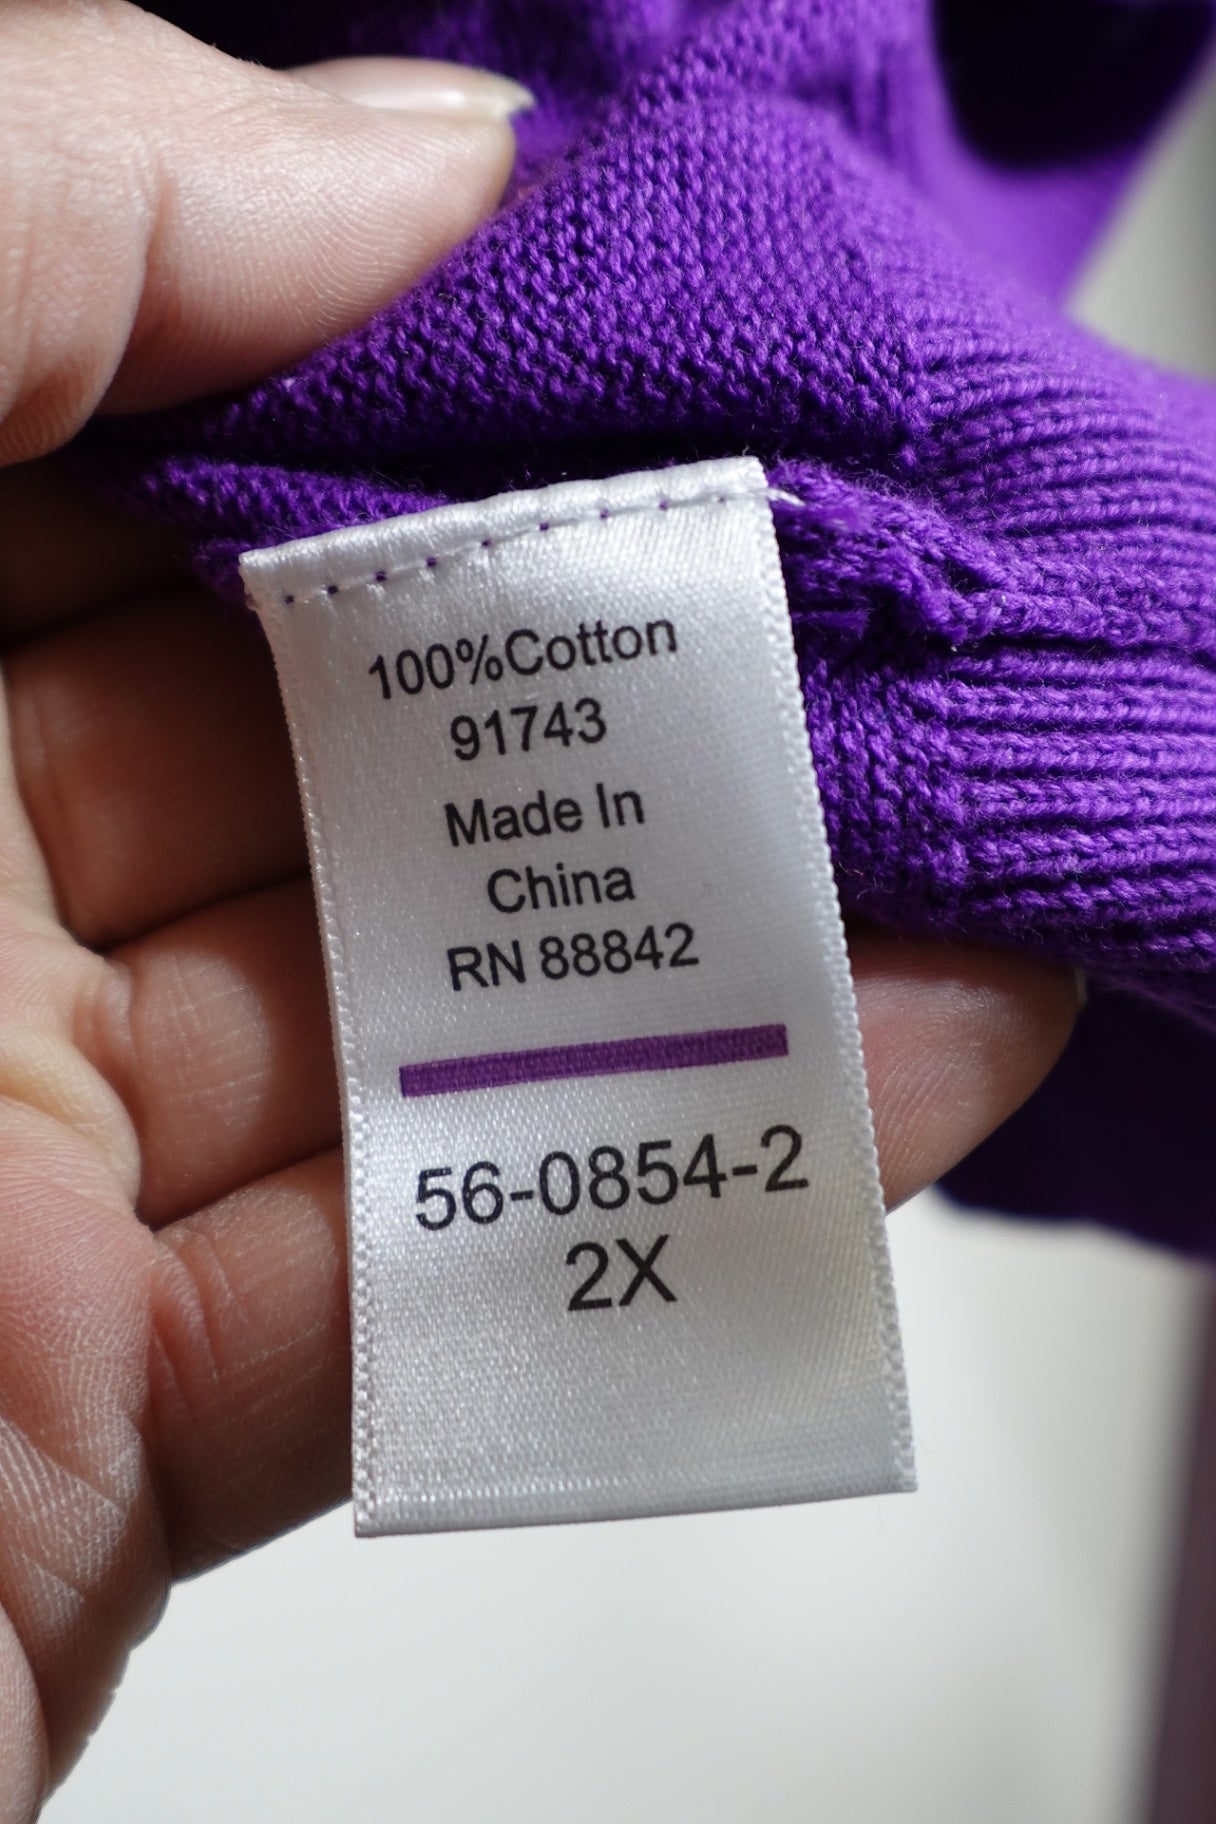 100%Cotton
91743
Made In
China
RN 88842
56-0854-2
2X